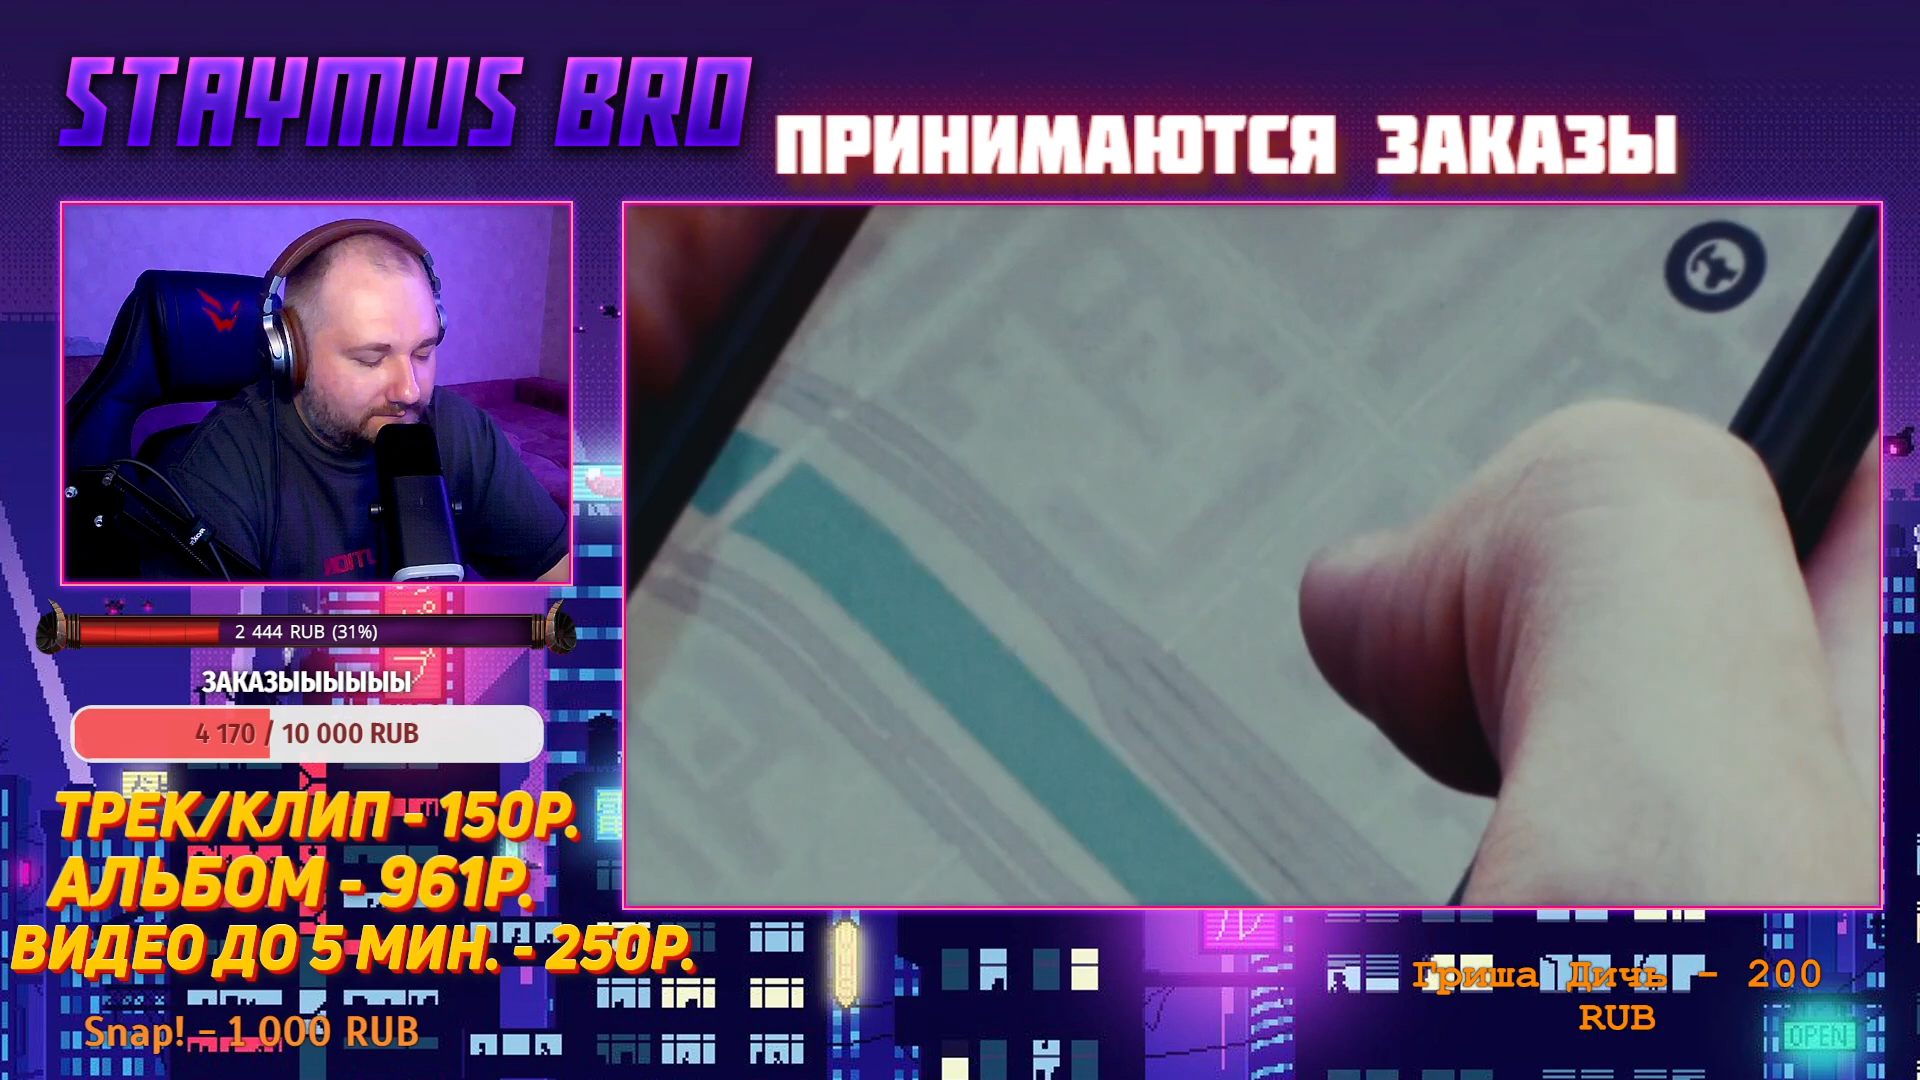 STAYMUS BRO
ПРИНИМАЮТСЯ ЗАКАЗЫ
2 444 RUB (31%)
ЗАКАЗЫЫЫЫЫЫ
4 170 / 10 000 RUB
ТРЕК/КЛИП - 150Р.
АЛЬБОМ - 961Р.
ВИДЕО ДО 5 МИН. - 250Р.
Snap! - 1 000 RUB
Гриша Дичь - 200
RUB
OPEN